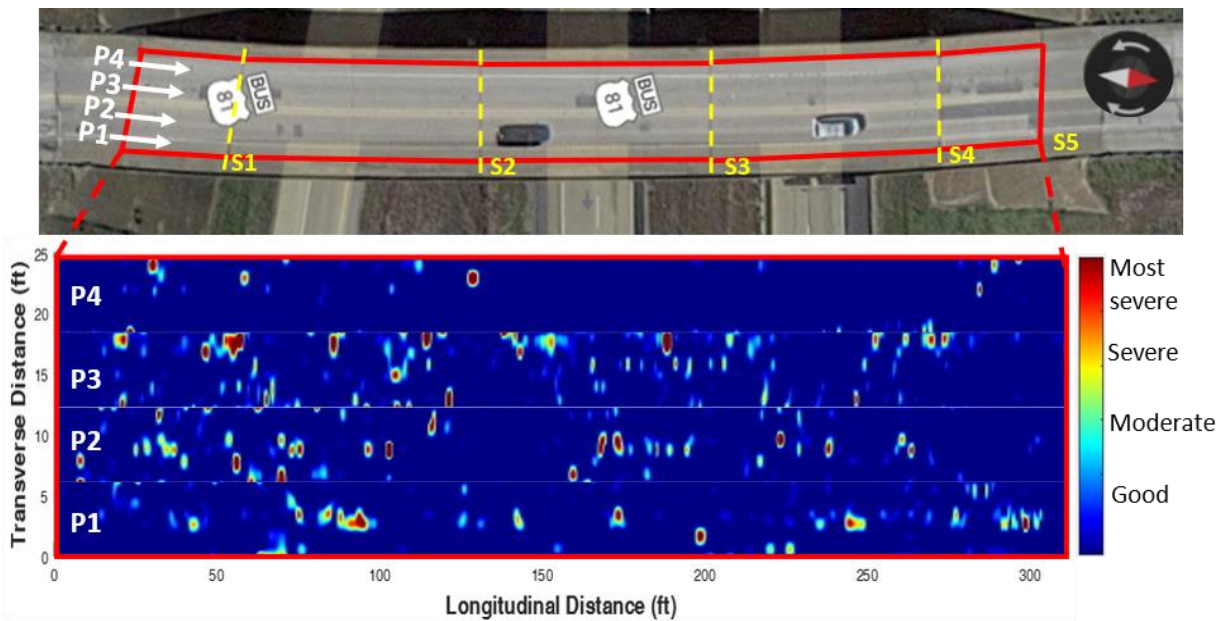 P4
P3
P2
P1
81 BUS
81 BUS
S1
S2
S3
S4
S5
Transverse Distance (ft)
25
20
15
10
5
0
P4
P3
P2
P1
0 50 100 150 200 250 300
Longitudinal Distance (ft)
Most
severe
Severe
Moderate
Good